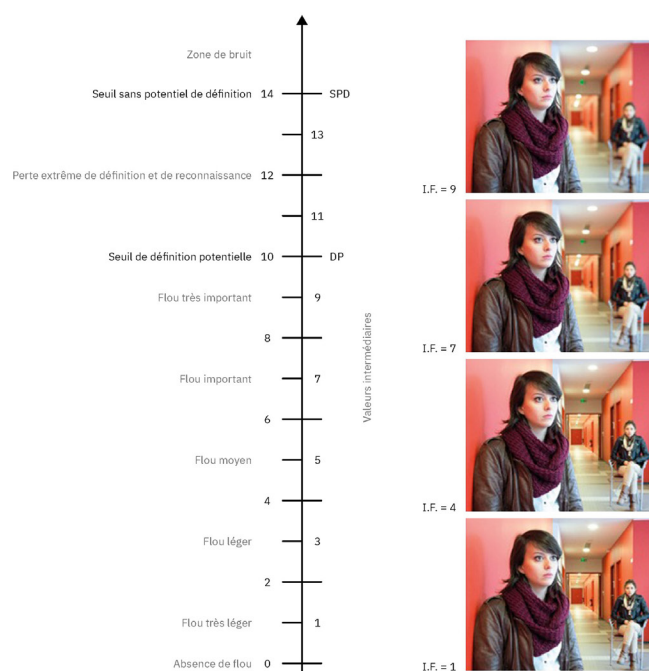 Zone de bruit
Seuil sans potentiel de définition 14 SPD
13
Perte extrême de définition et de reconnaissance 12
I.F. = 9
11
Seuil de définition potentielle 10 DP
Flou très important 9
8
Valeurs intermédiaires
I.F. = 7
Flou important 7
6
Flou moyen 5
4
I.F. = 4
Flou léger 3
2
Flou très léger 1
Absence de flou 0
I.F. = 1